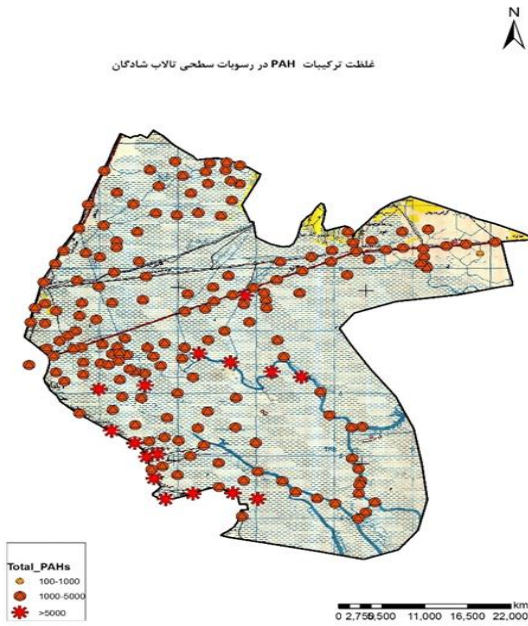 N
غلظت ترکیبات PAH در رسوبات سطحی تالاب شادگان
Total_PAHs
100-1000
1000-5000
>5000
km
0 2,750 5,500 11,000 16,500 22,000